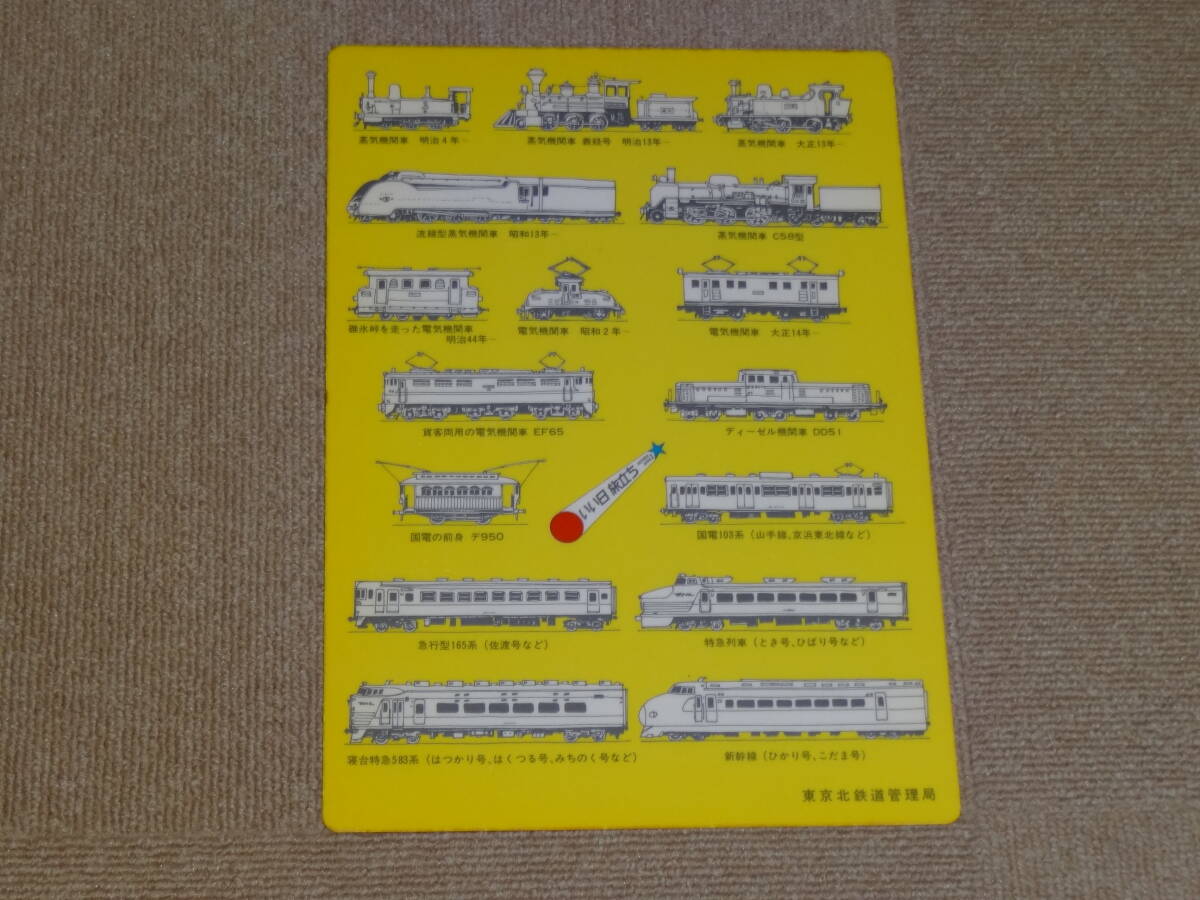 蒸気機関車 明治4年―
蒸気機関車 義経号 明治13年―
蒸気機関車 大正13年―
流線型蒸気機関車 昭和13年―
蒸気機関車 C58型
碓氷峠を走った電気機関車
明治44年―
電気機関車 昭和2年―
電気機関車 大正14年―
貨客両用の電気機関車 EF65
ディーゼル機関車 DD51
いい日旅立ち
国電の前身 デ950
国電103系（山手線、京浜東北線など）
急行型165系（佐渡号など）
特急列車（とき号、ひばり号など）
寝台特急583系（はつかり号、はくつる号、みちのく号など）
新幹線（ひかり号、こだま号）
東京北鉄道管理局